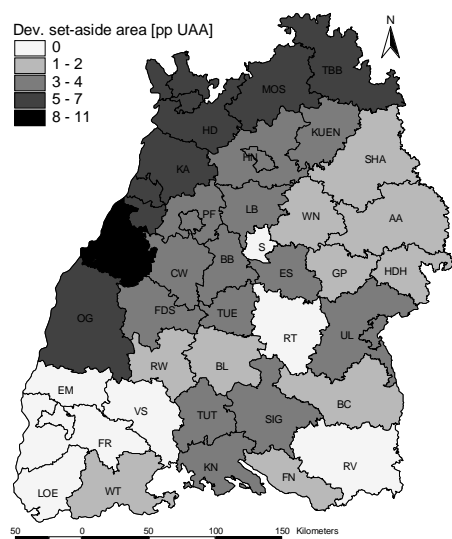 Dev. set-aside area [pp UAA]
0
1 - 2
3 - 4
5 - 7
8 - 11
N
TBB
MOS
KUEN
HD
HN
SHA
KA
PF
LB
WN
AA
S
CW
BB
ES
GP
HDH
FDS
TUE
OG
RT
UL
RW
BL
EM
VS
BC
TUT
SIG
FR
KN
FN
RV
LOE
WT
50 0 50 100 150 Kilometers